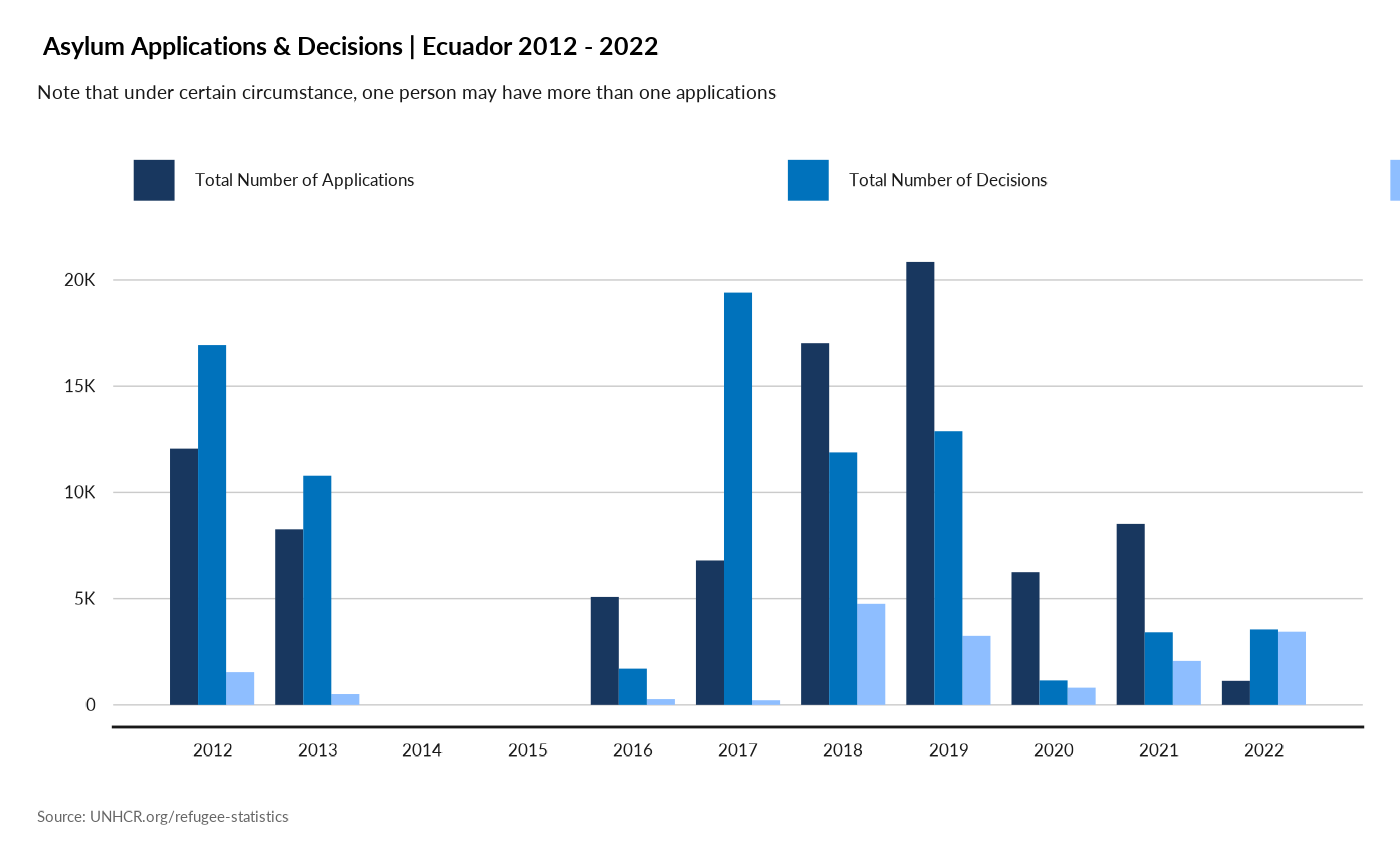 Asylum Applications & Decisions | Ecuador 2012 - 2022
Note that under certain circumstance, one person may have more than one applications
Total Number of Applications
Total Number of Decisions
20K
15K
10K
5K
0
2012 2013 2014 2015 2016 2017 2018 2019 2020 2021 2022
Source: UNHCR.org/refugee-statistics